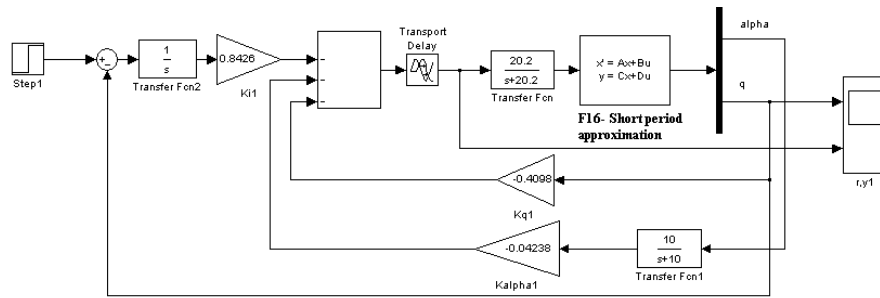 alpha
Transport
Delay
1
s
0.8426
20.2
s+20.2
x' = Ax+Bu
y = Cx+Du
Step1
Transfer Fcn2
Ki1
Transfer Fcn
q
F16- Short period
approximation
-0.4098
Kq1
r,y1
-0.04238
10
s+10
Kalpha1
Transfer Fcn1